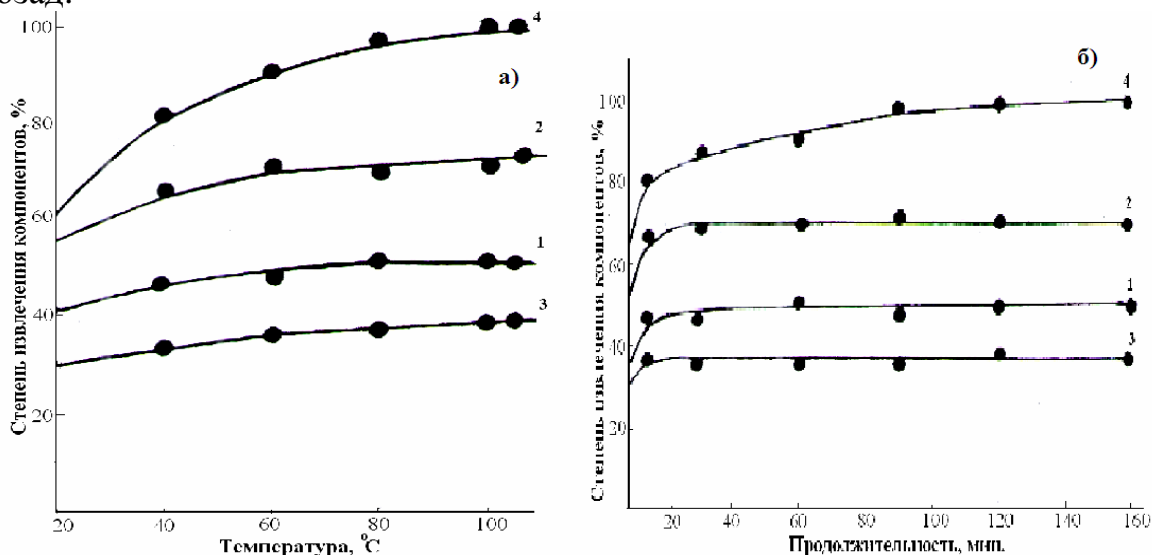 озад.
100
80
60
40
20
4
а)
2
1
3
Степень извлечения компонентов, %
20 40 60 80 100
Температура, °С
б)
100
80
60
40
20
4
2
1
3
Степень извлечения компонентов, %
20 40 60 80 100 120 140 160
Продолжительность, мин.